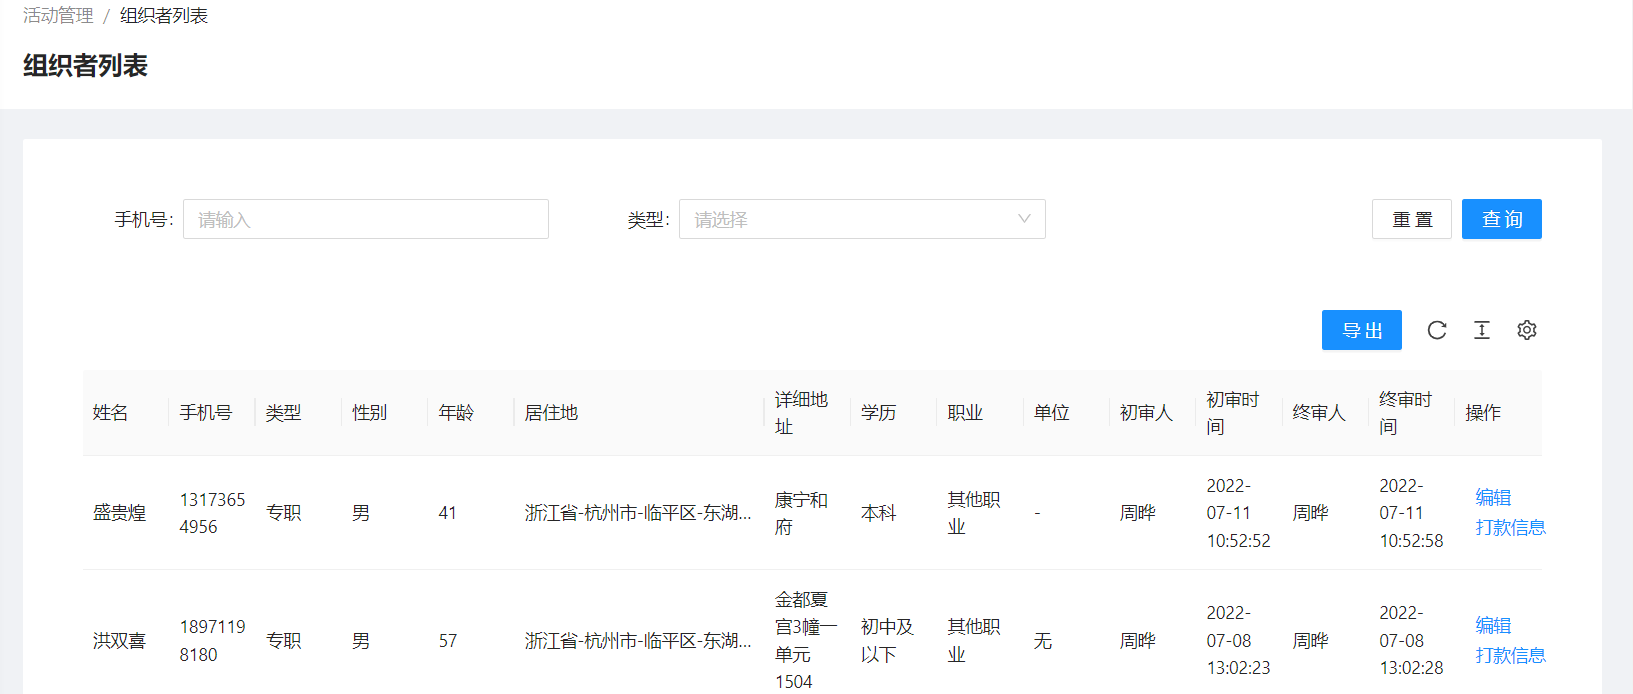 活动管理 / 组织者列表
组织者列表
手机号: 请输入 类型: 请选择 重 置 查 询
导 出
姓名 手机号 类型 性别 年龄 居住地 详细地址 学历 职业 单位 初审人 初审时间 终审人 终审时间 操作
盛贵煌 13173654956 专职 男 41 浙江省-杭州市-临平区-东湖... 康宁和府 本科 其他职业 - 周晔 2022-07-11 10:52:52 周晔 2022-07-11 10:52:58 编辑 打款信息
洪双喜 18971198180 专职 男 57 浙江省-杭州市-临平区-东湖... 金都夏宫3幢一单元1504 初中及以下 其他职业 无 周晔 2022-07-08 13:02:23 周晔 2022-07-08 13:02:28 编辑 打款信息